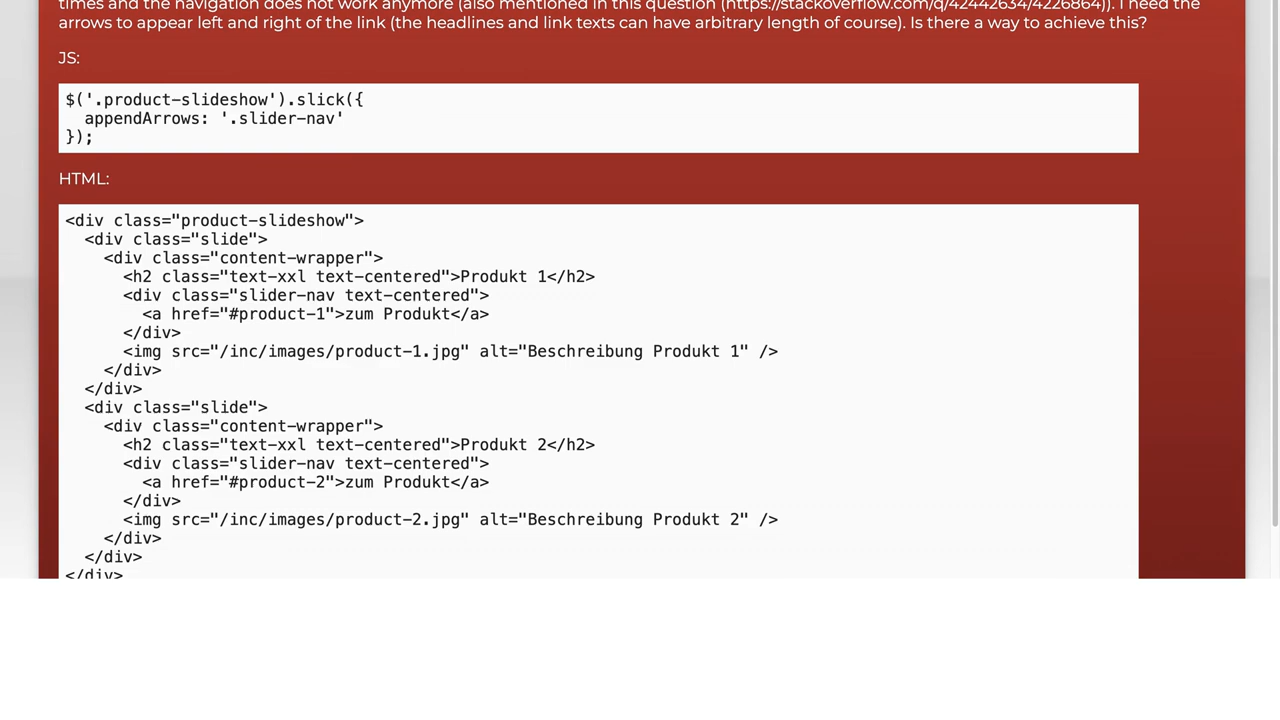 times and the navigation does not work anymore (also mentioned in this question (https://stackoverflow.com/q/42442634/4226864)). I need the
arrows to appear left and right of the link (the headlines and link texts can have arbitrary length of course). Is there a way to achieve this?
JS:
$('.product-slideshow').slick({
  appendArrows: '.slider-nav'
});
HTML:
<div class="product-slideshow">
  <div class="slide">
    <div class="content-wrapper">
      <h2 class="text-xxl text-centered">Produkt 1</h2>
      <div class="slider-nav text-centered">
        <a href="#product-1">zum Produkt</a>
      </div>
      <img src="/inc/images/product-1.jpg" alt="Beschreibung Produkt 1" />
    </div>
  </div>
  <div class="slide">
    <div class="content-wrapper">
      <h2 class="text-xxl text-centered">Produkt 2</h2>
      <div class="slider-nav text-centered">
        <a href="#product-2">zum Produkt</a>
      </div>
      <img src="/inc/images/product-2.jpg" alt="Beschreibung Produkt 2" />
    </div>
  </div>
</div>